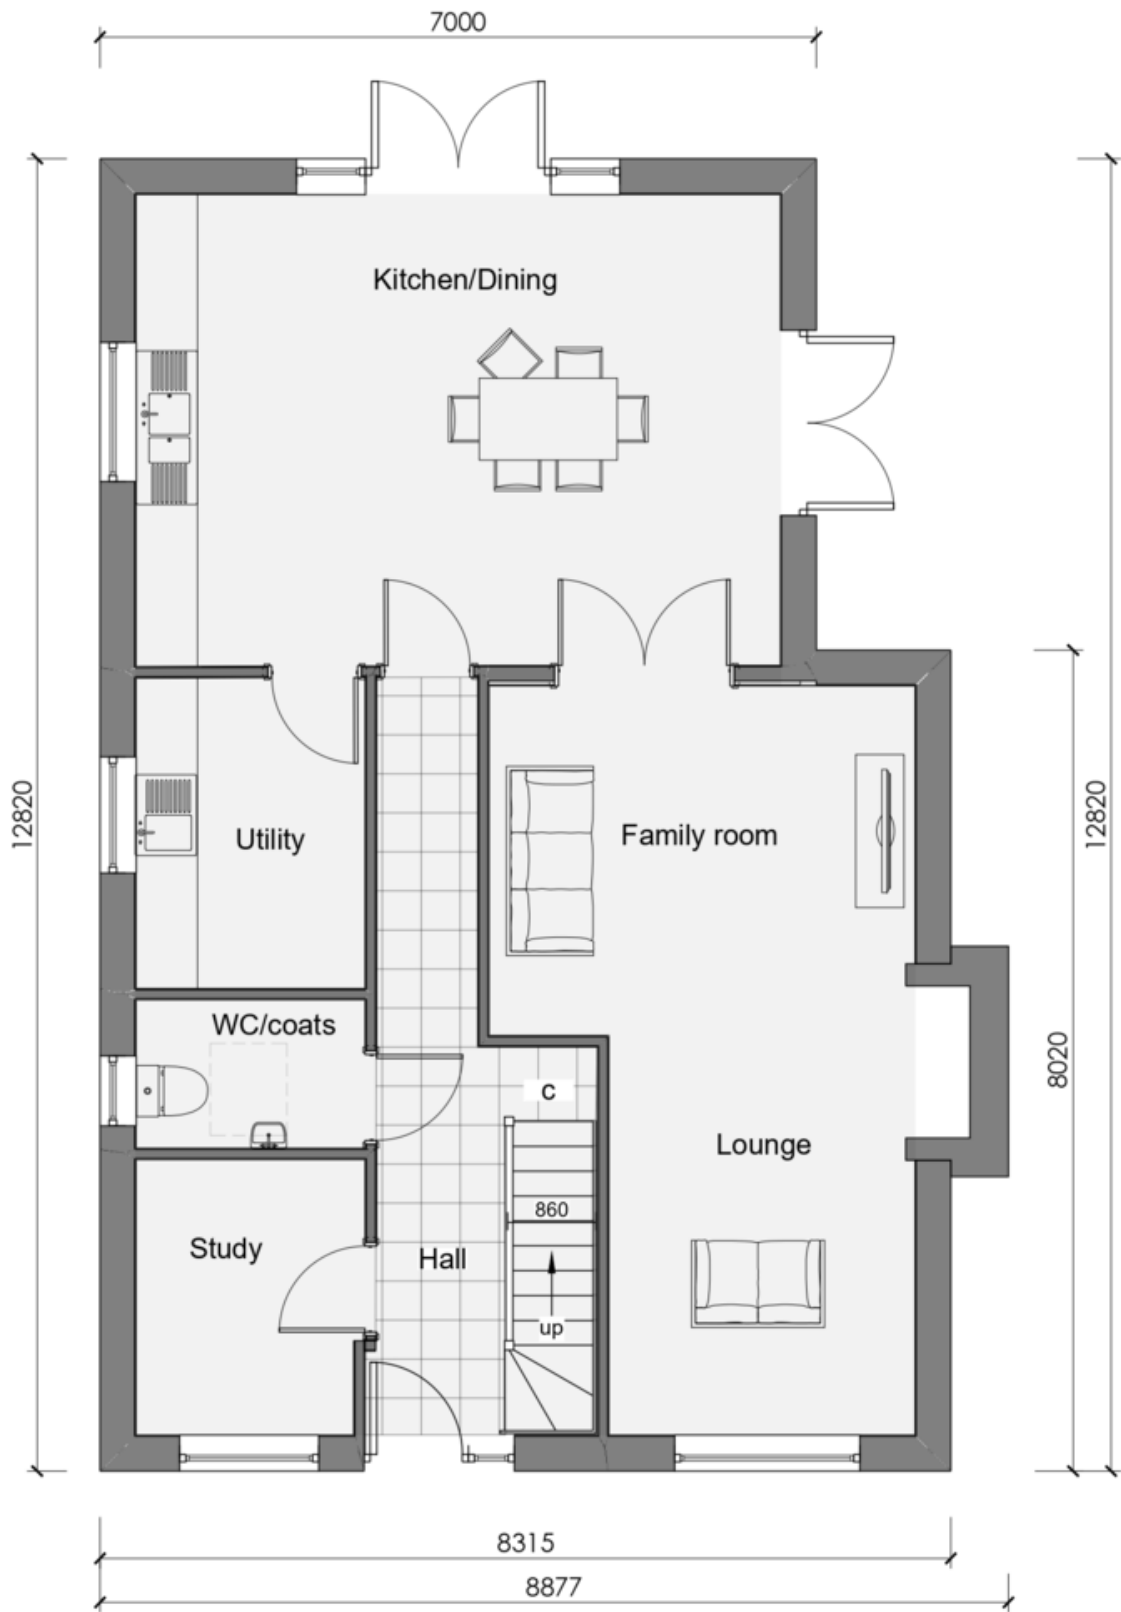 7000
Kitchen/Dining
12820
12820
Utility
Family room
WC/coats
8020
c
Lounge
860
Study
Hall
up
8315
8877